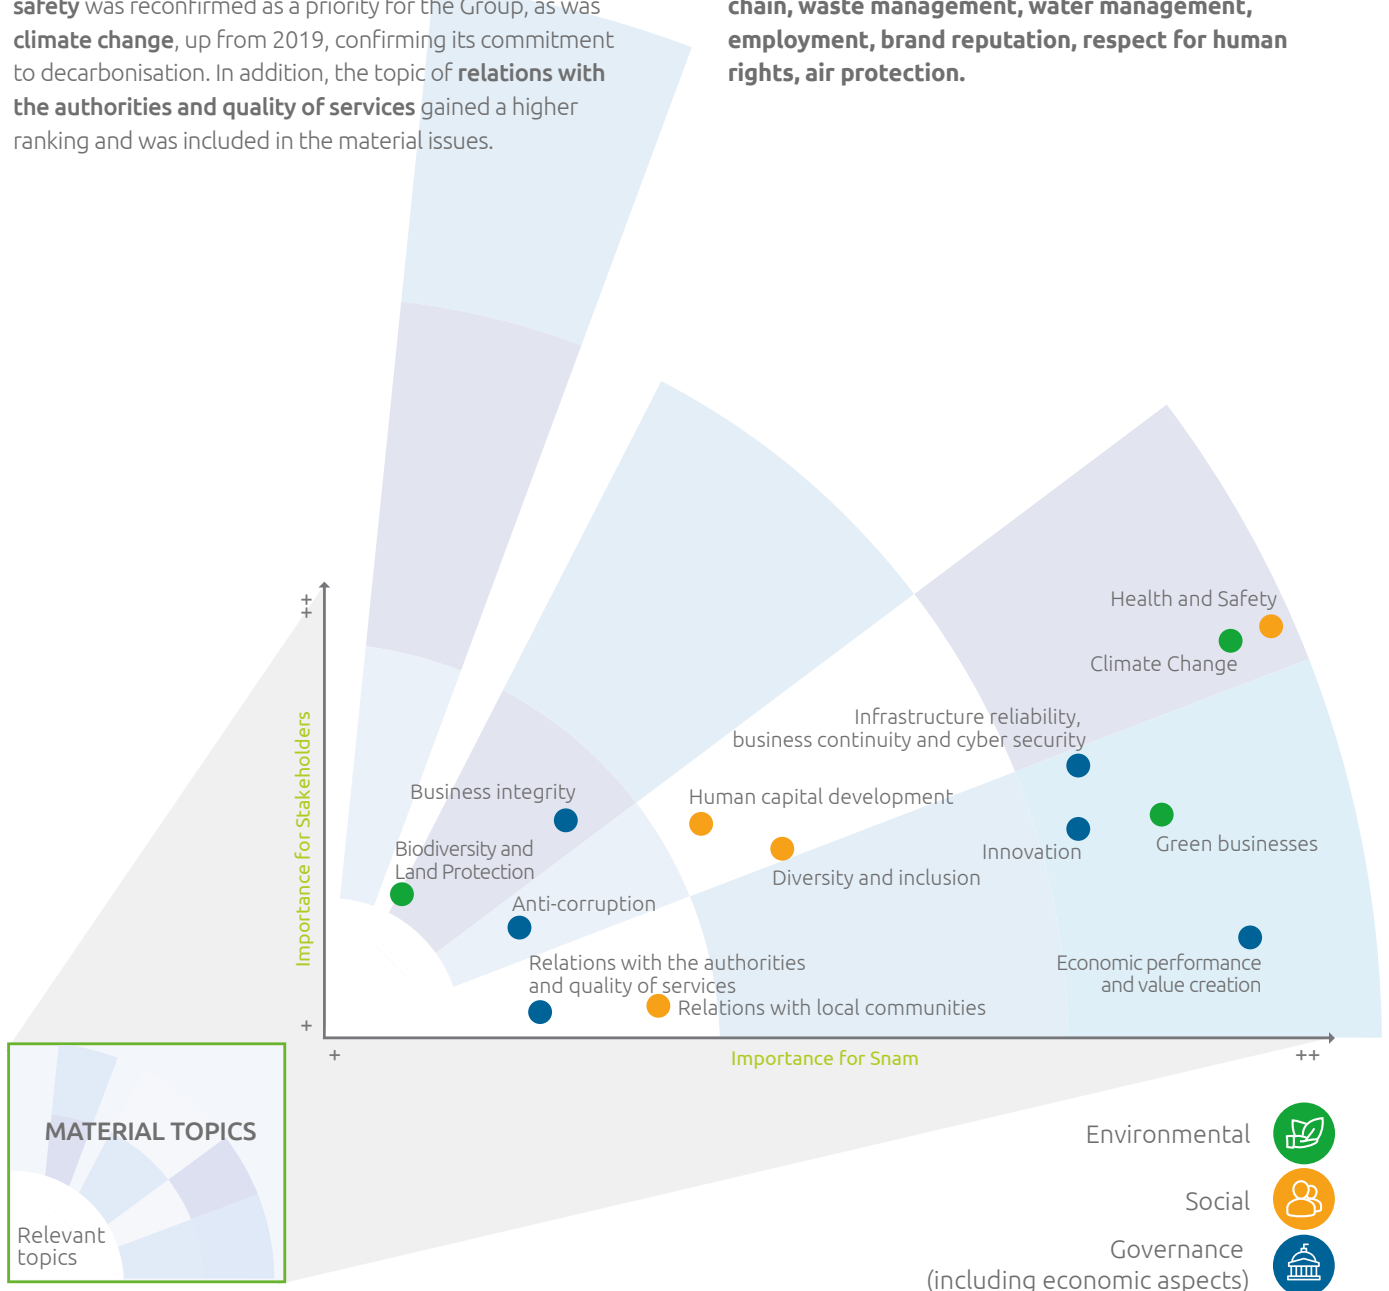 safety was reconfirmed as a priority for the Group, as was
climate change, up from 2019, confirming its commitment
to decarbonisation. In addition, the topic of relations with
the authorities and quality of services gained a higher
ranking and was included in the material issues.
chain, waste management, water management,
employment, brand reputation, respect for human
rights, air protection.
Health and Safety
Climate Change
Infrastructure reliability,
business continuity and cyber security
Business integrity
Human capital development
Biodiversity and
Land Protection
Innovation
Green businesses
Diversity and inclusion
Anti-corruption
Relations with the authorities
and quality of services
Economic performance
and value creation
Relations with local communities
Importance for Stakeholders
++
+
+
Importance for Snam
++
MATERIAL TOPICS
Relevant
topics
Environmental
Social
Governance
(including economic aspects)